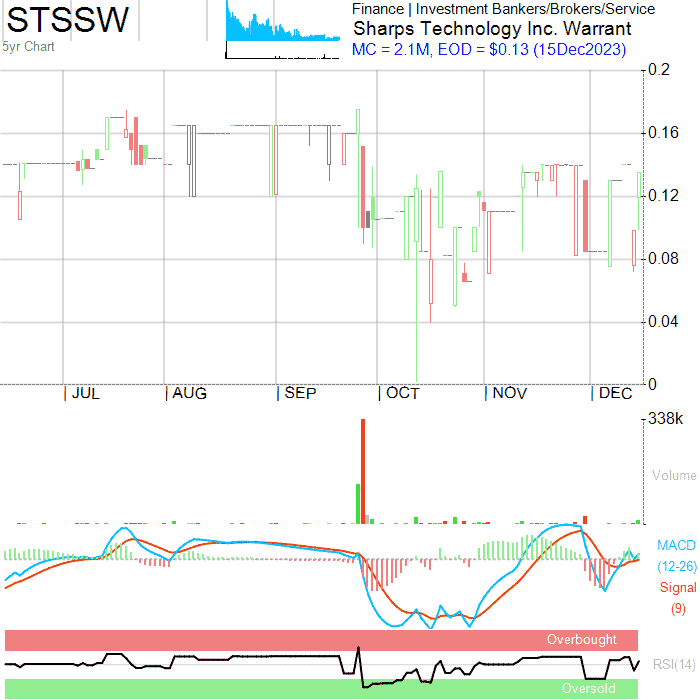 STSSW
5yr Chart
Finance | Investment Bankers/Brokers/Service
Sharps Technology Inc. Warrant
MC = 2.1M, EOD = $0.13 (15Dec2023)
0.2
0.16
0.12
0.08
0.04
0
| JUL | AUG | SEP | OCT | NOV | DEC
338k
Volume
MACD
(12-26)
Signal
(9)
Overbought
RSI(14)
Oversold